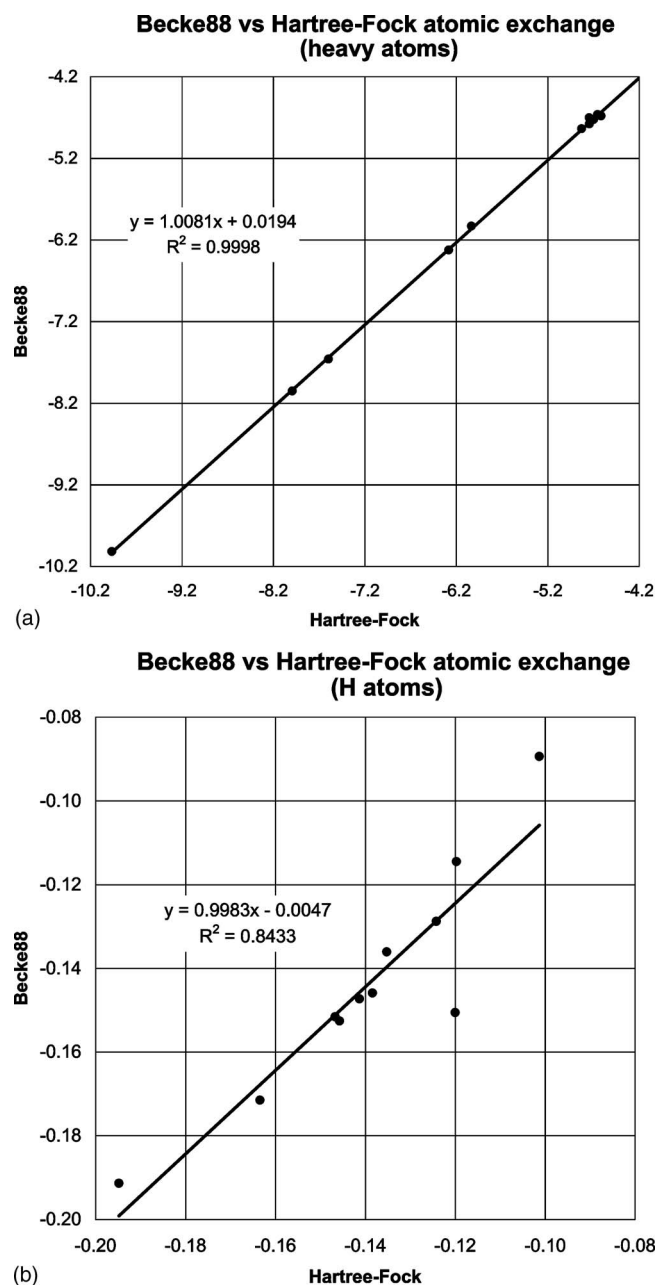 Becke88 vs Hartree-Fock atomic exchange
(heavy atoms)
-4.2
-5.2
-6.2
-7.2
-8.2
-9.2
-10.2
Becke88
y = 1.0081x + 0.0194
R² = 0.9998
-10.2 -9.2 -8.2 -7.2 -6.2 -5.2 -4.2
Hartree-Fock
(a)
Becke88 vs Hartree-Fock atomic exchange
(H atoms)
-0.08
-0.10
-0.12
-0.14
-0.16
-0.18
-0.20
Becke88
y = 0.9983x - 0.0047
R² = 0.8433
-0.20 -0.18 -0.16 -0.14 -0.12 -0.10 -0.08
Hartree-Fock
(b)